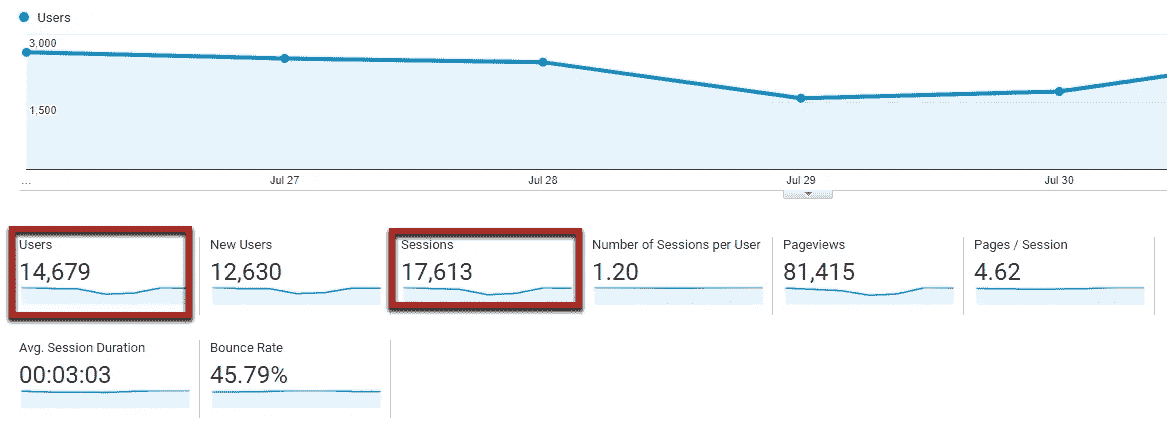 Users
3,000
1,500
...
Jul 27
Jul 28
Jul 29
Jul 30
Users
14,679
New Users
12,630
Sessions
17,613
Number of Sessions per User
1.20
Pageviews
81,415
Pages / Session
4.62
Avg. Session Duration
00:03:03
Bounce Rate
45.79%